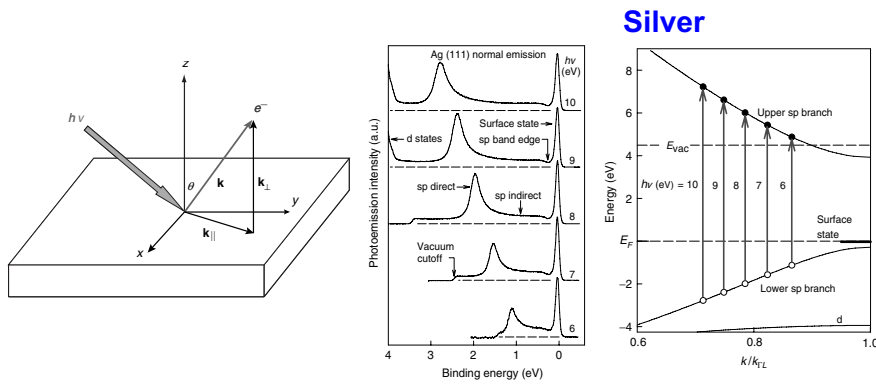 Silver
z
hν
e−
θ
k
k⊥
y
k||
x
Ag (111) normal emission
hν
(eV)
10
Surface state
d states
sp band edge
9
sp direct
sp indirect
8
Vacuum
cutoff
7
6
4 3 2 1 0
Binding energy (eV)
Photoemission intensity (a.u.)
8
6
4
2
EF
−2
−4
Energy (eV)
Upper sp branch
Evac
hν (eV) = 10 9 8 7 6
Surface
state
Lower sp branch
d
0.6 0.8 1.0
k/kΓL